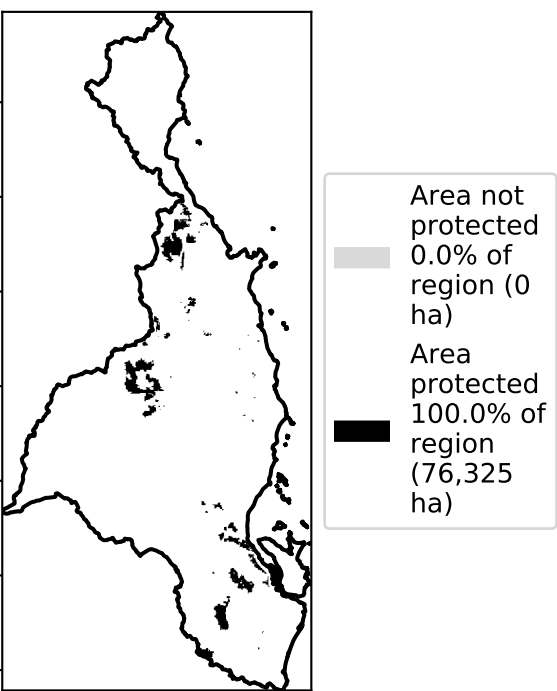 Area not
protected
0.0% of
region (0
ha)
Area
protected
100.0% of
region
(76,325
ha)